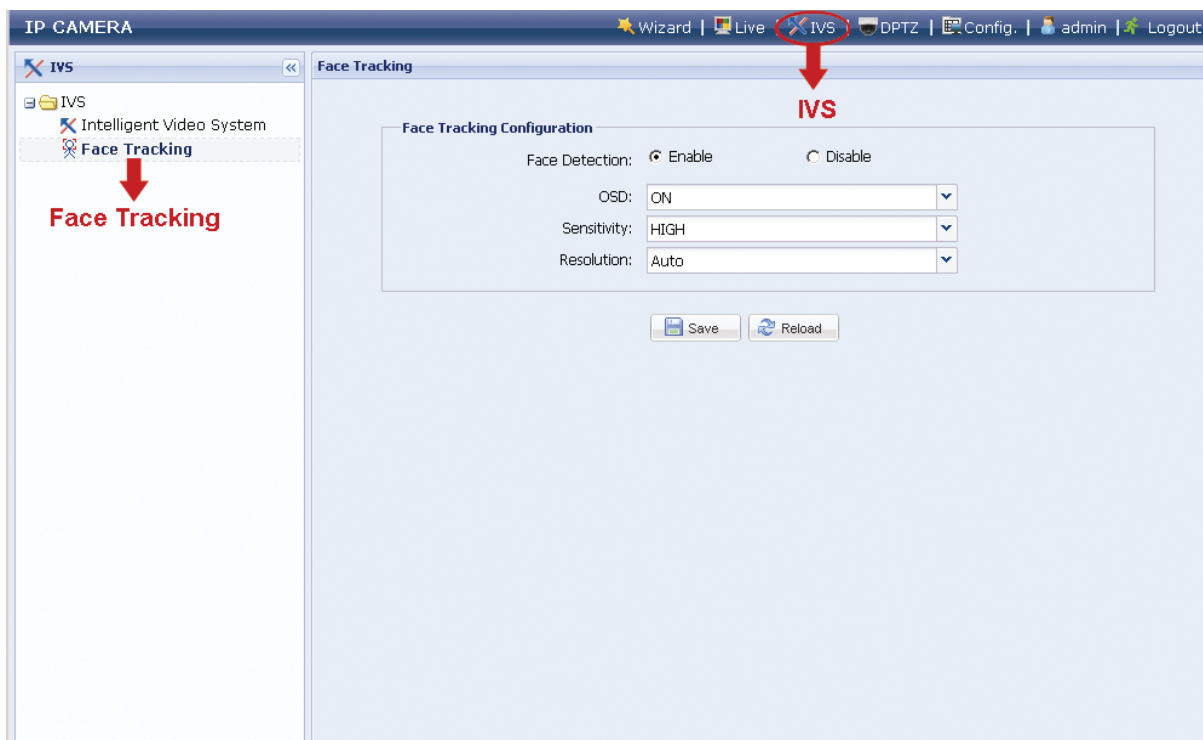 IP CAMERA
Wizard | Live | IVS | DPTZ | Config. | admin | Logout
IVS
Face Tracking
IVS
IVS
Intelligent Video System
Face Tracking
Face Tracking
Face Tracking Configuration
Face Detection: Enable Disable
OSD: ON
Sensitivity: HIGH
Resolution: Auto
Save Reload